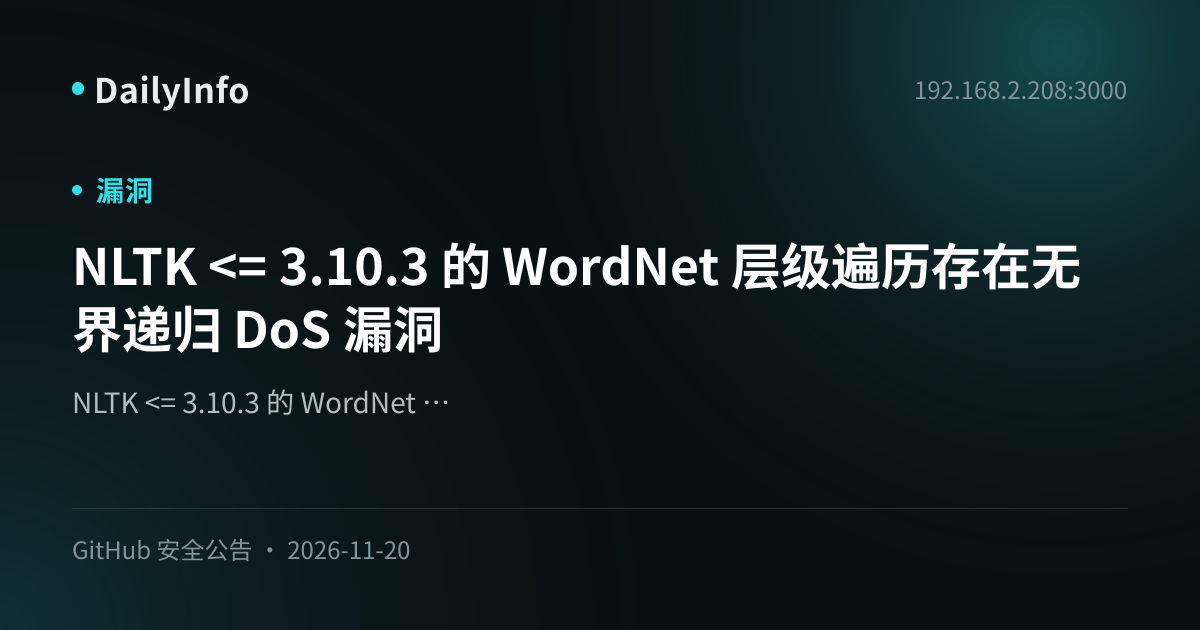 DailyInfo
192.168.2.208:3000
漏洞
NLTK <= 3.10.3 的 WordNet 层级遍历存在无
界递归 DoS 漏洞
NLTK <= 3.10.3 的 WordNet …
GitHub 安全公告 · 2026-11-20